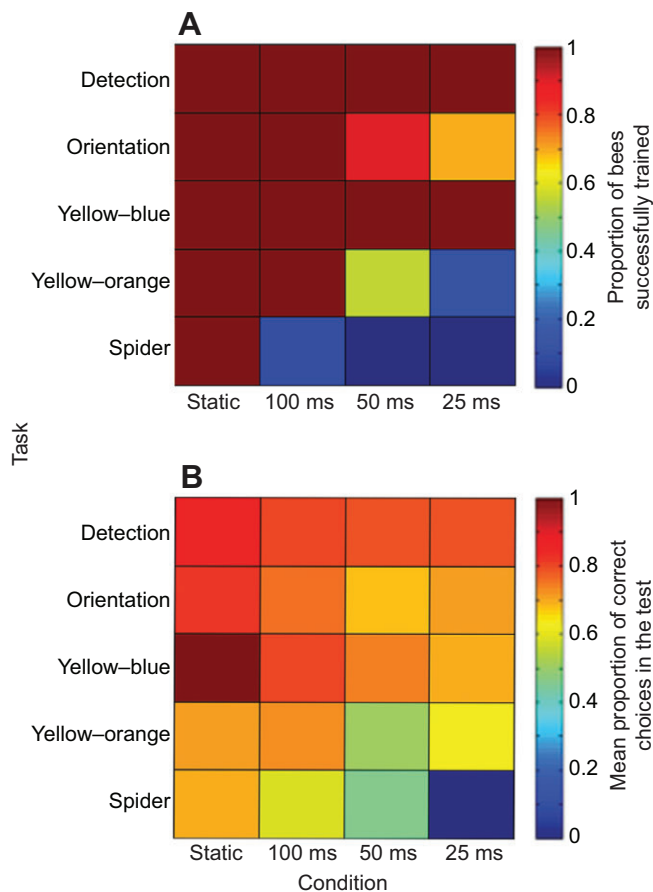 A
Detection
Orientation
Yellow–blue
Yellow–orange
Spider
Static 100 ms 50 ms 25 ms
1
0.8
0.6
0.4
0.2
0
Proportion of bees
successfully trained
Task
B
Detection
Orientation
Yellow–blue
Yellow–orange
Spider
Static 100 ms 50 ms 25 ms
Condition
1
0.8
0.6
0.4
0.2
0
Mean proportion of correct
choices in the test